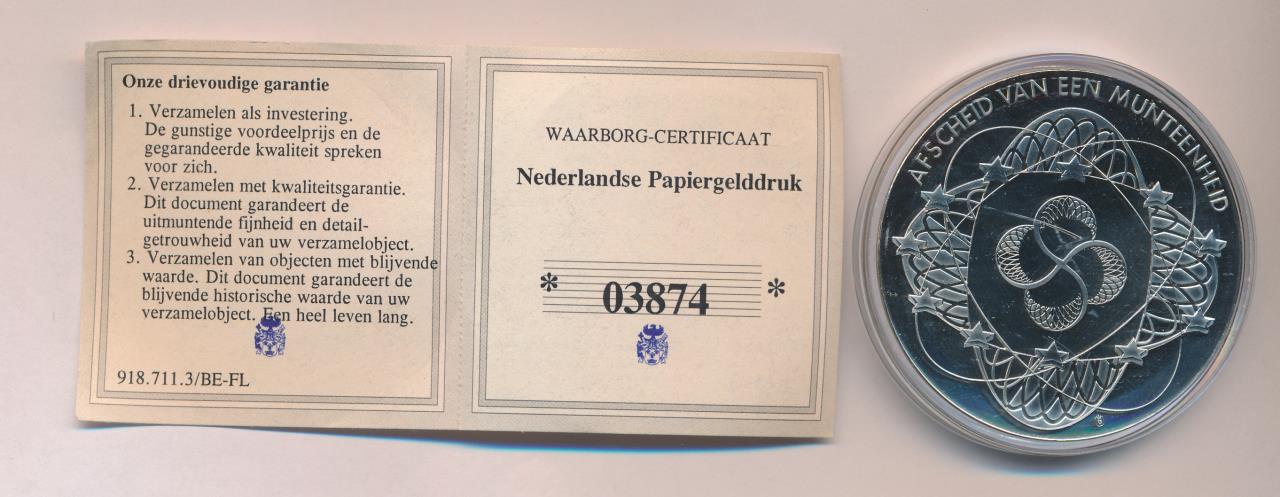 Onze drievoudige garantie
1. Verzamelen als investering.
De gunstige voordeelprijs en de
gegarandeerde kwaliteit spreken
voor zich.
2. Verzamelen met kwaliteitsgarantie.
Dit document garandeert de
uitmuntende fijnheid en detail-
getrouwheid van uw verzamelobject.
3. Verzamelen van objecten met blijvende
waarde. Dit document garandeert de
blijvende historische waarde van uw
verzamelobject. Een heel leven lang.
918.711.3/BE-FL
WAARBORG-CERTIFICAAT
Nederlandse Papiergelddruk
* 03874 *
AFSCHEID VAN EEN MUNTEENHEID